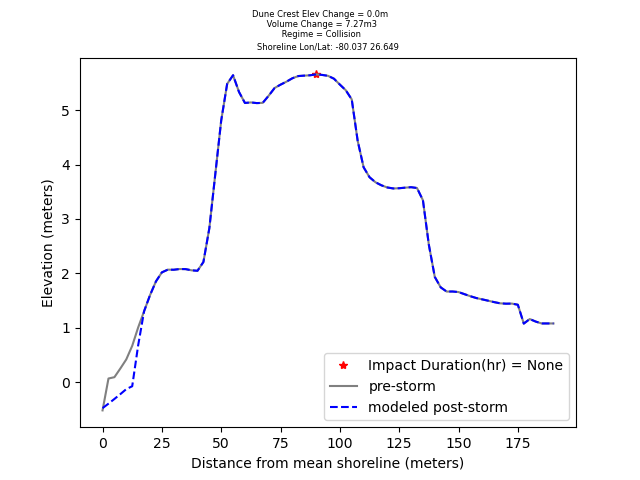 Dune Crest Elev Change = 0.0m
Volume Change = 7.27m3
Regime = Collision
Shoreline Lon/Lat: -80.037 26.649
5
4
3
2
1
0
Elevation (meters)
Impact Duration(hr) = None
pre-storm
modeled post-storm
0 25 50 75 100 125 150 175
Distance from mean shoreline (meters)